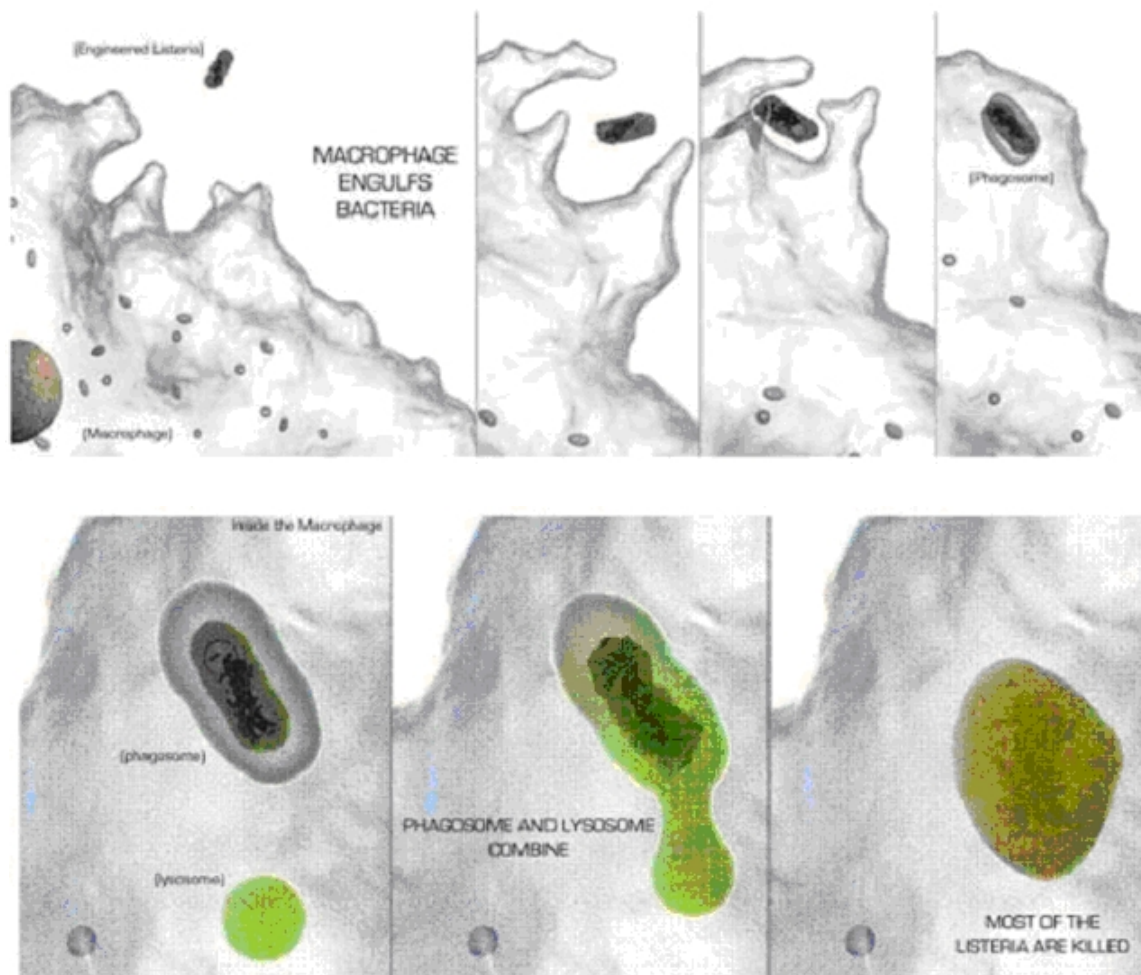 (Engineered Listeria)
MACROPHAGE
ENGULFS
BACTERIA
(Phagosome)
(Macrophage)
Inside the Macrophage
(phagosome)
PHAGOSOME AND LYSOSOME
COMBINE
(lysosome)
MOST OF THE
LISTERIA ARE KILLED